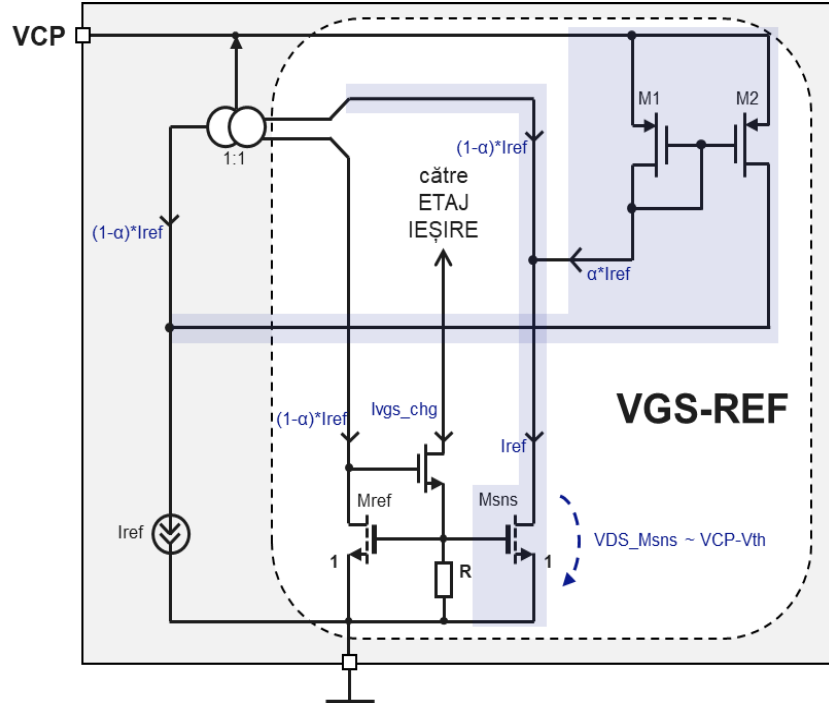 VCP
M1
M2
1:1
(1-α)*Iref
către
ETAJ
IEȘIRE
(1-α)*Iref
α*Iref
VGS-REF
(1-α)*Iref
Ivgs_chg
Iref
Iref
Mref
Msns
VDS_Msns ~ VCP-Vth
1
R
1